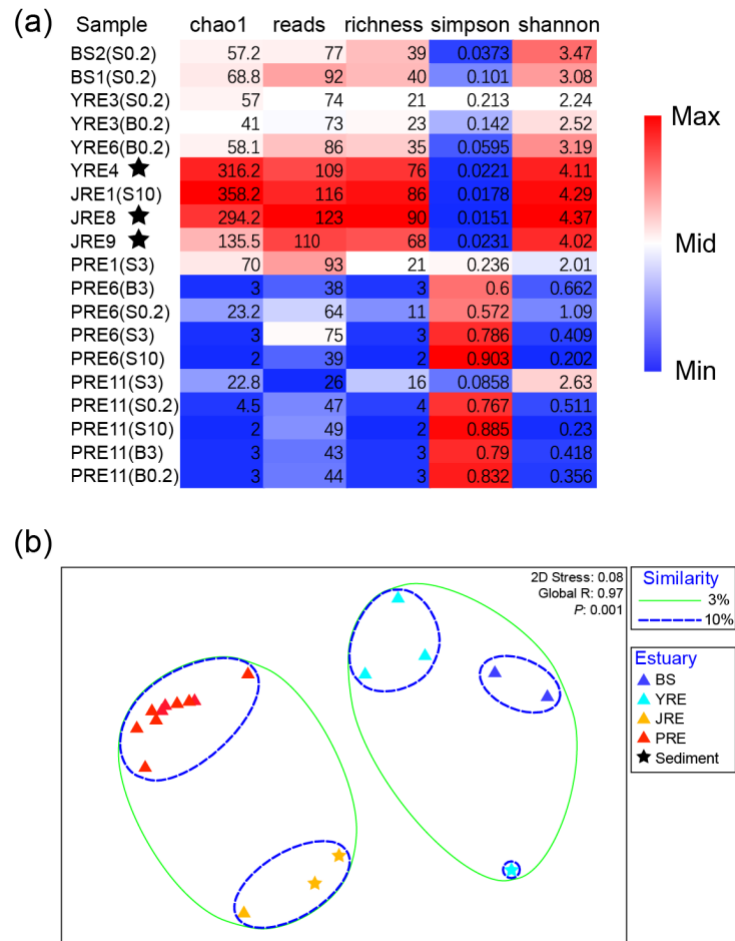 (a)
Sample chao1 reads richness simpson shannon
BS2(S0.2) 57.2 77 39 0.0373 3.47
BS1(S0.2) 68.8 92 40 0.101 3.08
YRE3(S0.2) 57 74 21 0.213 2.24
YRE3(B0.2) 41 73 23 0.142 2.52
YRE6(B0.2) 58.1 86 35 0.0595 3.19
YRE4 316.2 109 76 0.0221 4.11
JRE1(S10) 358.2 116 86 0.0178 4.29
JRE8 294.2 123 90 0.0151 4.37
JRE9 135.5 110 68 0.0231 4.02
PRE1(S3) 70 93 21 0.236 2.01
PRE6(B3) 3 38 3 0.6 0.662
PRE6(S0.2) 23.2 64 11 0.572 1.09
PRE6(S3) 3 75 3 0.786 0.409
PRE6(S10) 2 39 2 0.903 0.202
PRE11(S3) 22.8 26 16 0.0858 2.63
PRE11(S0.2) 4.5 47 4 0.767 0.511
PRE11(S10) 2 49 2 0.885 0.23
PRE11(B3) 3 43 3 0.79 0.418
PRE11(B0.2) 3 44 3 0.832 0.356
Max
Mid
Min
(b)
2D Stress: 0.08
Global R: 0.97
P: 0.001
Similarity
3%
10%
Estuary
BS
YRE
JRE
PRE
Sediment